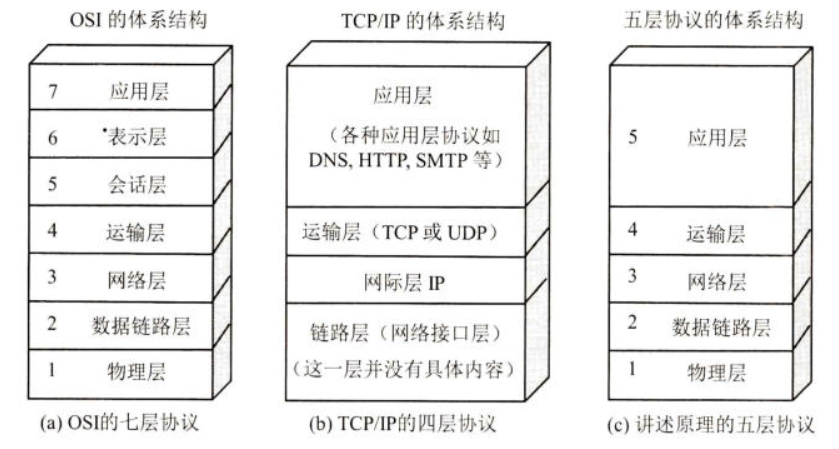 OSI 的体系结构
7 应用层
6 表示层
5 会话层
4 运输层
3 网络层
2 数据链路层
1 物理层
(a) OSI的七层协议
TCP/IP 的体系结构
应用层
（各种应用层协议如
DNS, HTTP, SMTP 等）
运输层（TCP 或 UDP）
网际层 IP
链路层（网络接口层）
（这一层并没有具体内容）
(b) TCP/IP的四层协议
五层协议的体系结构
5 应用层
4 运输层
3 网络层
2 数据链路层
1 物理层
(c) 讲述原理的五层协议